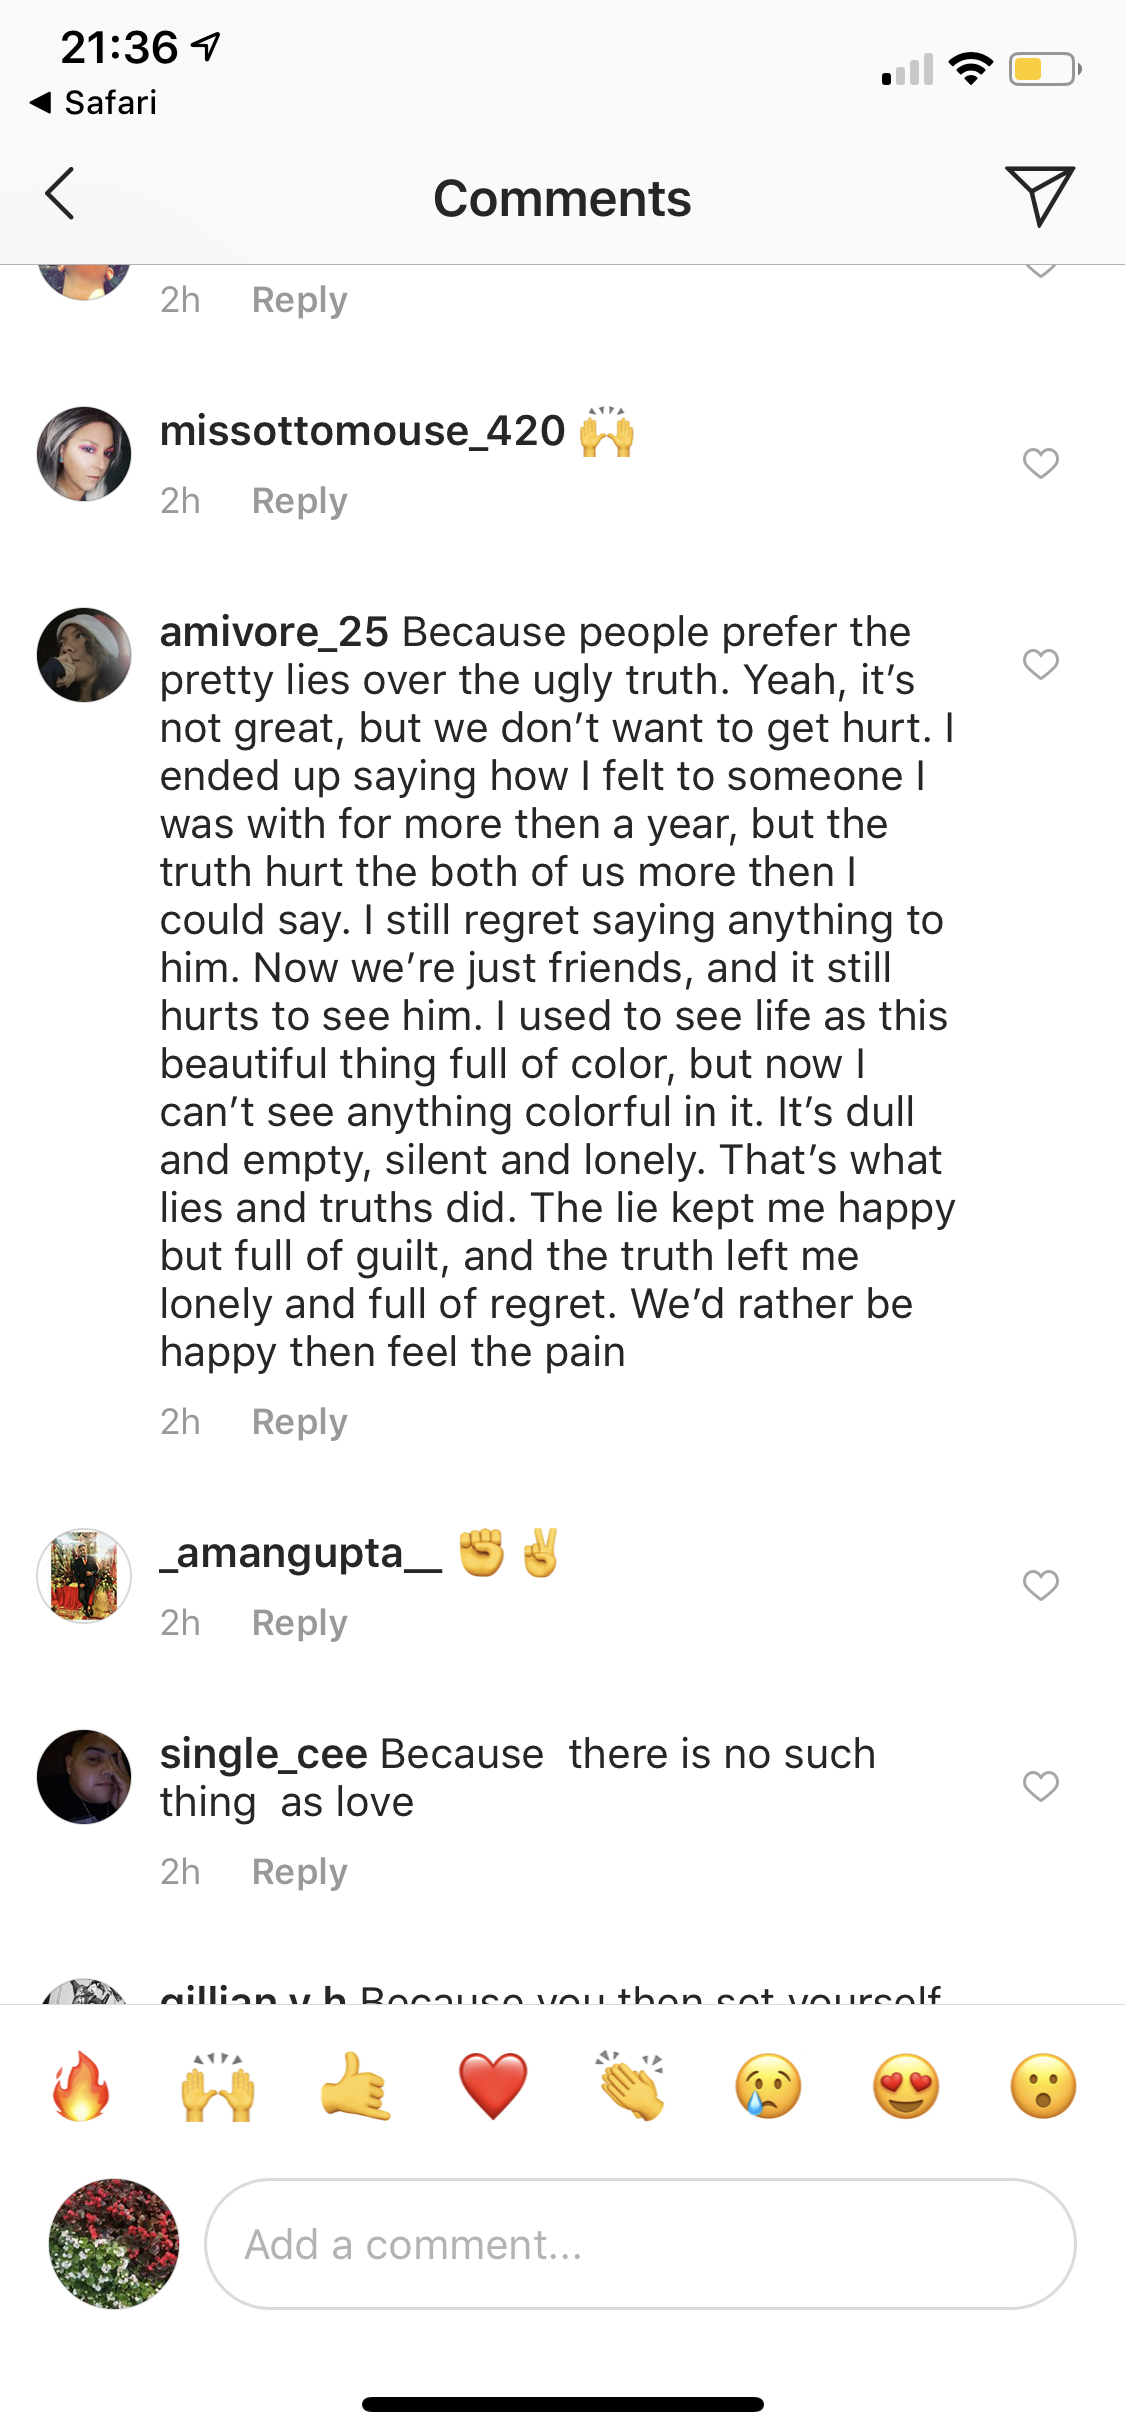 21:36
Safari
Comments
2h Reply
missottomouse_420 🙌
2h Reply
amivore_25 Because people prefer the
pretty lies over the ugly truth. Yeah, it's
not great, but we don't want to get hurt. I
ended up saying how I felt to someone I
was with for more then a year, but the
truth hurt the both of us more then I
could say. I still regret saying anything to
him. Now we're just friends, and it still
hurts to see him. I used to see life as this
beautiful thing full of color, but now I
can't see anything colorful in it. It's dull
and empty, silent and lonely. That's what
lies and truths did. The lie kept me happy
but full of guilt, and the truth left me
lonely and full of regret. We'd rather be
happy then feel the pain
2h Reply
_amangupta__ ✊✌
2h Reply
single_cee Because  there is no such
thing  as love
2h Reply
gillian.v.h Because you then set yourself
🔥 🙌 🤙 ❤️ 👏 😢 😍 😮
Add a comment...